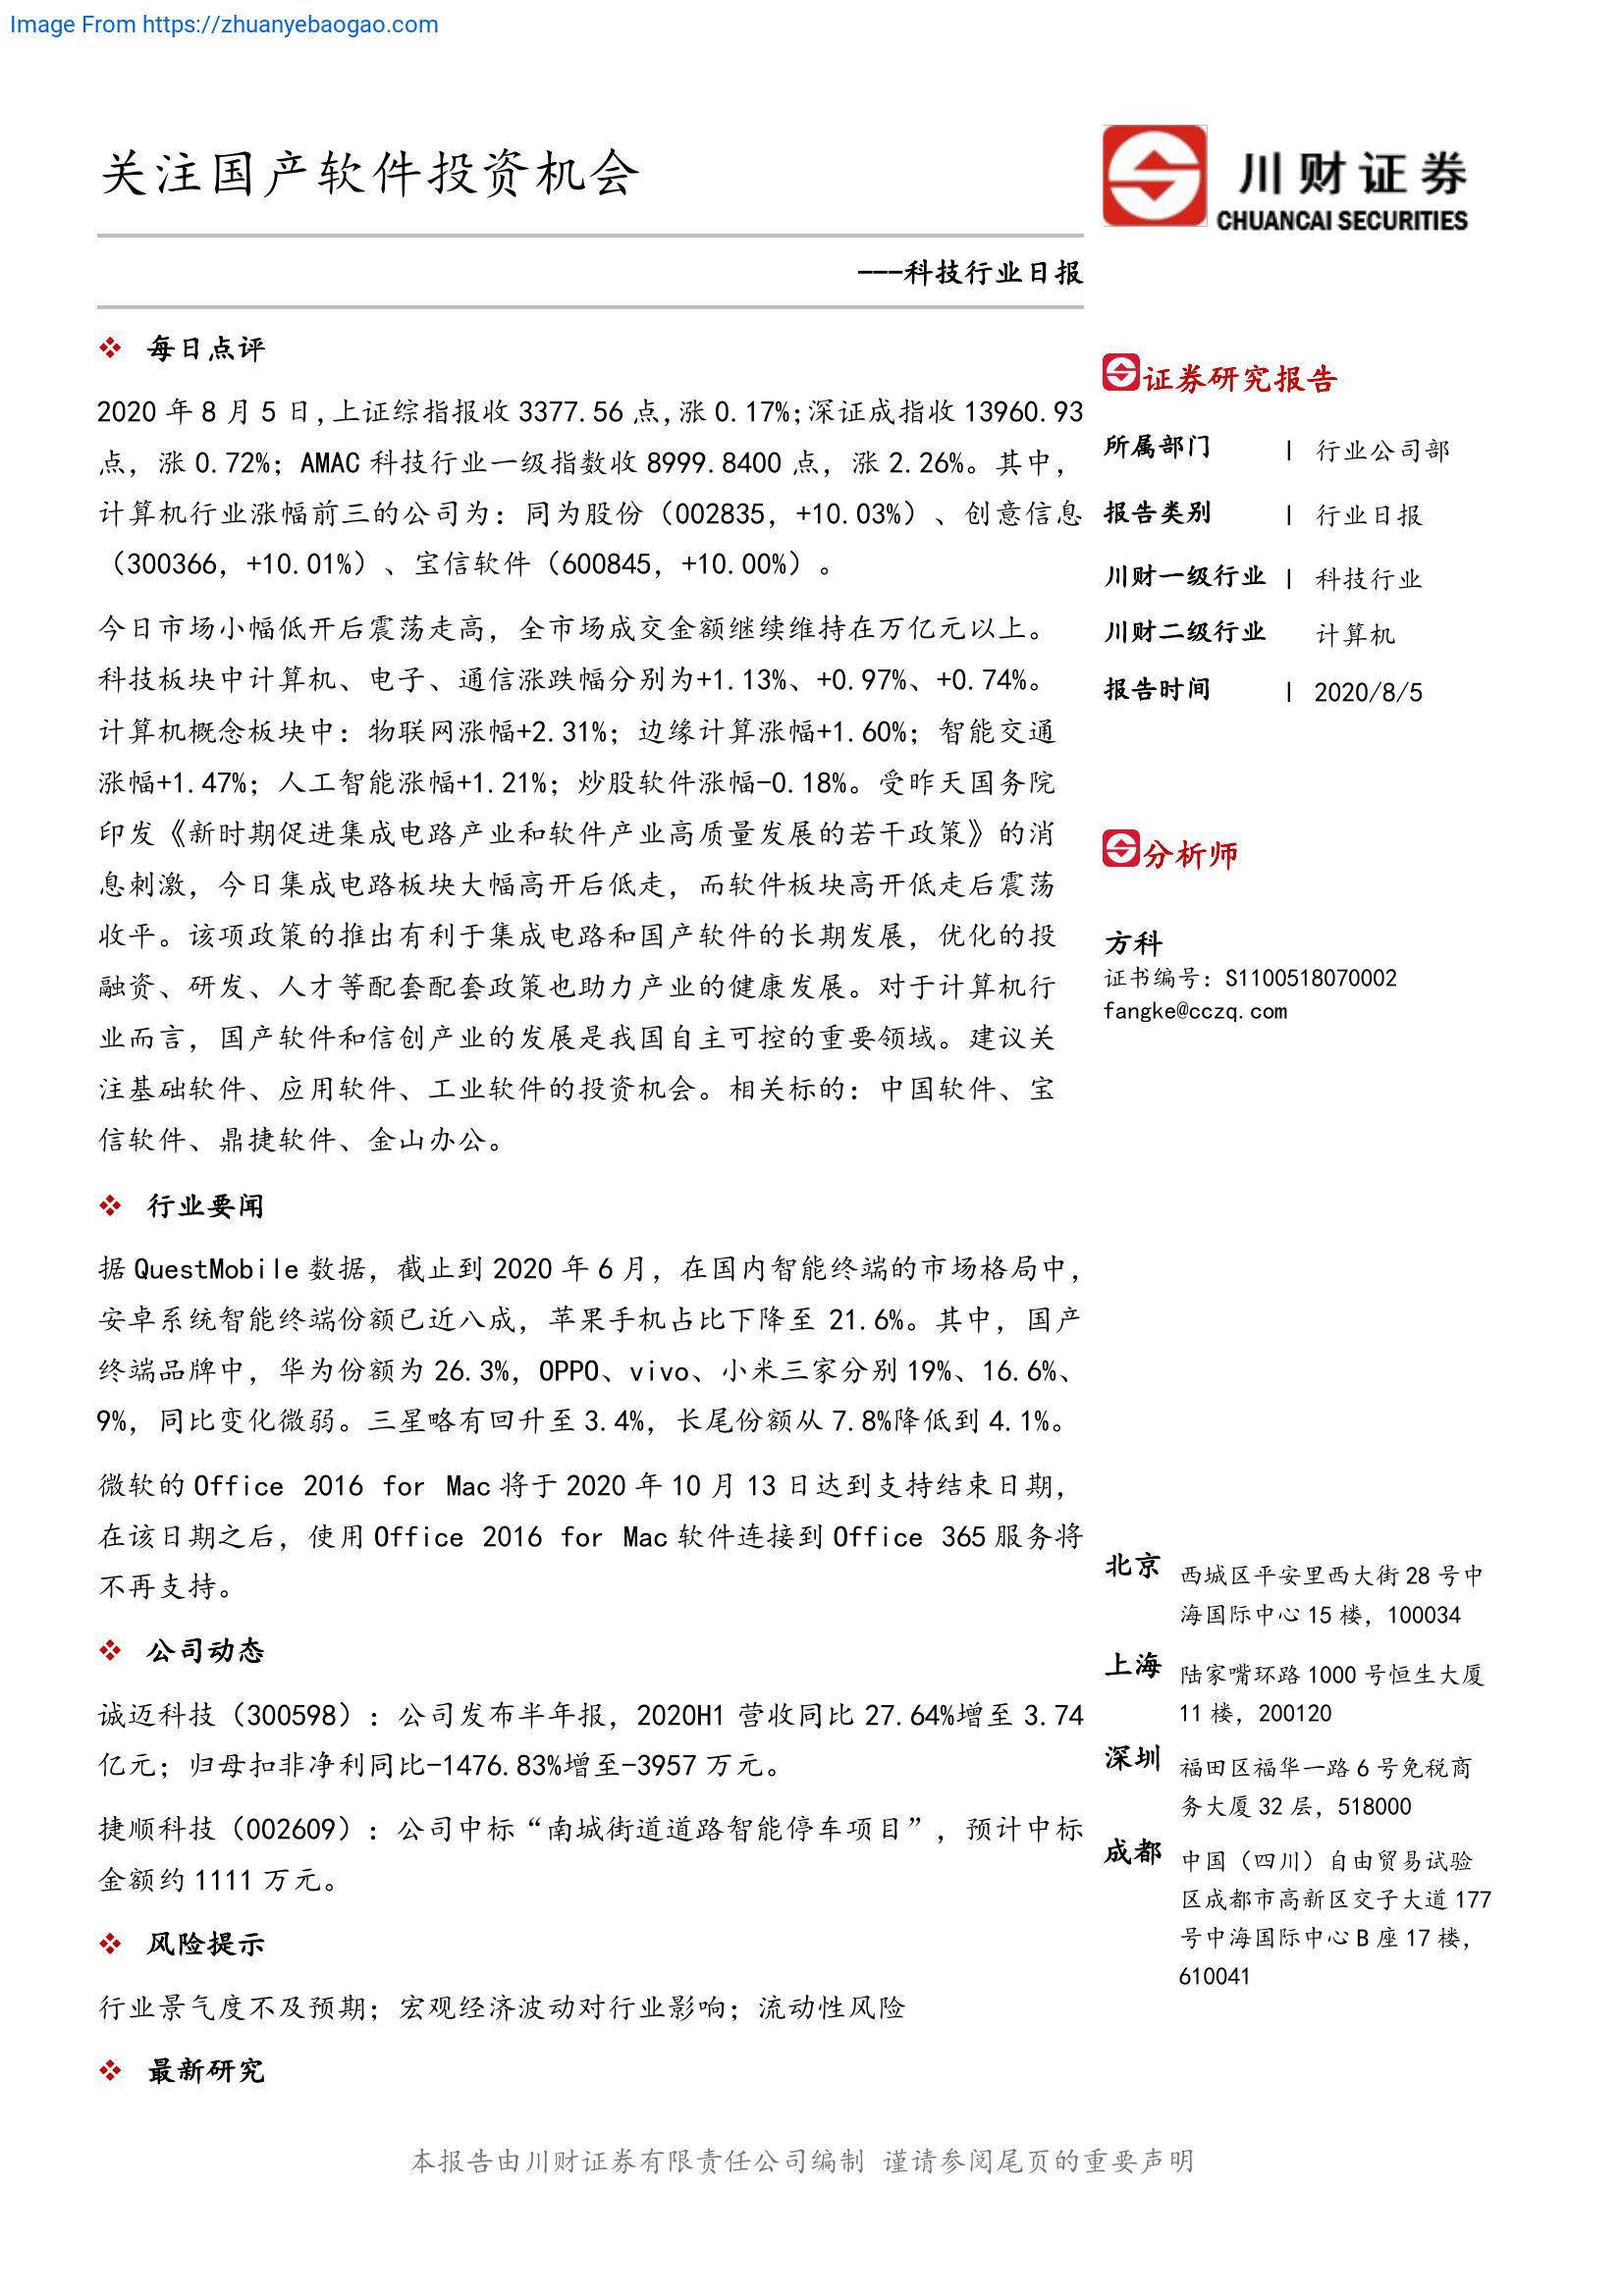 Image From https://zhuanyebaogao.com
关注国产软件投资机会
川财证券
CHUANCAI SECURITIES
---科技行业日报
每日点评
2020 年 8 月 5 日,上证综指报收 3377.56 点,涨 0.17%;深证成指收 13960.93
点，涨 0.72%；AMAC 科技行业一级指数收 8999.8400 点，涨 2.26%。其中，
计算机行业涨幅前三的公司为：同为股份（002835，+10.03%）、创意信息
（300366，+10.01%）、宝信软件（600845，+10.00%）。
今日市场小幅低开后震荡走高，全市场成交金额继续维持在万亿元以上。
科技板块中计算机、电子、通信涨跌幅分别为+1.13%、+0.97%、+0.74%。
计算机概念板块中：物联网涨幅+2.31%；边缘计算涨幅+1.60%；智能交通
涨幅+1.47%；人工智能涨幅+1.21%；炒股软件涨幅-0.18%。受昨天国务院
印发《新时期促进集成电路产业和软件产业高质量发展的若干政策》的消
息刺激，今日集成电路板块大幅高开后低走，而软件板块高开低走后震荡
收平。该项政策的推出有利于集成电路和国产软件的长期发展，优化的投
融资、研发、人才等配套配套政策也助力产业的健康发展。对于计算机行
业而言，国产软件和信创产业的发展是我国自主可控的重要领域。建议关
注基础软件、应用软件、工业软件的投资机会。相关标的：中国软件、宝
信软件、鼎捷软件、金山办公。
行业要闻
据 QuestMobile 数据，截止到 2020 年 6 月，在国内智能终端的市场格局中，
安卓系统智能终端份额已近八成，苹果手机占比下降至 21.6%。其中，国产
终端品牌中，华为份额为 26.3%，OPPO、vivo、小米三家分别 19%、16.6%、
9%，同比变化微弱。三星略有回升至 3.4%，长尾份额从 7.8%降低到 4.1%。
微软的 Office 2016 for Mac 将于 2020 年 10 月 13 日达到支持结束日期，
在该日期之后，使用 Office 2016 for Mac 软件连接到 Office 365 服务将
不再支持。
公司动态
诚迈科技（300598）：公司发布半年报，2020H1 营收同比 27.64%增至 3.74
亿元；归母扣非净利同比-1476.83%增至-3957 万元。
捷顺科技（002609）：公司中标“南城街道道路智能停车项目”，预计中标
金额约 1111 万元。
风险提示
行业景气度不及预期；宏观经济波动对行业影响；流动性风险
最新研究
证券研究报告
所属部门 | 行业公司部
报告类别 | 行业日报
川财一级行业 | 科技行业
川财二级行业 计算机
报告时间 | 2020/8/5
分析师
方科
证书编号：S1100518070002
fangke@cczq.com
北京 西城区平安里西大街 28 号中
海国际中心 15 楼，100034
上海 陆家嘴环路 1000 号恒生大厦
11 楼，200120
深圳 福田区福华一路 6 号免税商
务大厦 32 层，518000
成都 中国（四川）自由贸易试验
区成都市高新区交子大道 177
号中海国际中心 B 座 17 楼，
610041
本报告由川财证券有限责任公司编制 谨请参阅尾页的重要声明